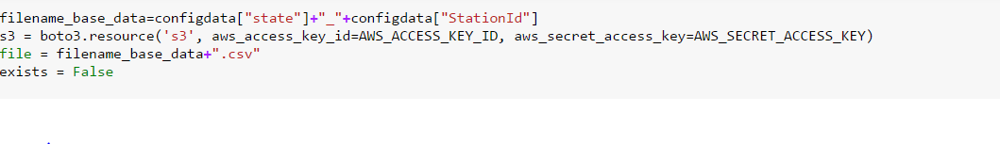 filename_base_data=configdata["state"]+"_"+configdata["StationId"]
s3 = boto3.resource('s3', aws_access_key_id=AWS_ACCESS_KEY_ID, aws_secret_access_key=AWS_SECRET_ACCESS_KEY)
file = filename_base_data+".csv"
exists = False